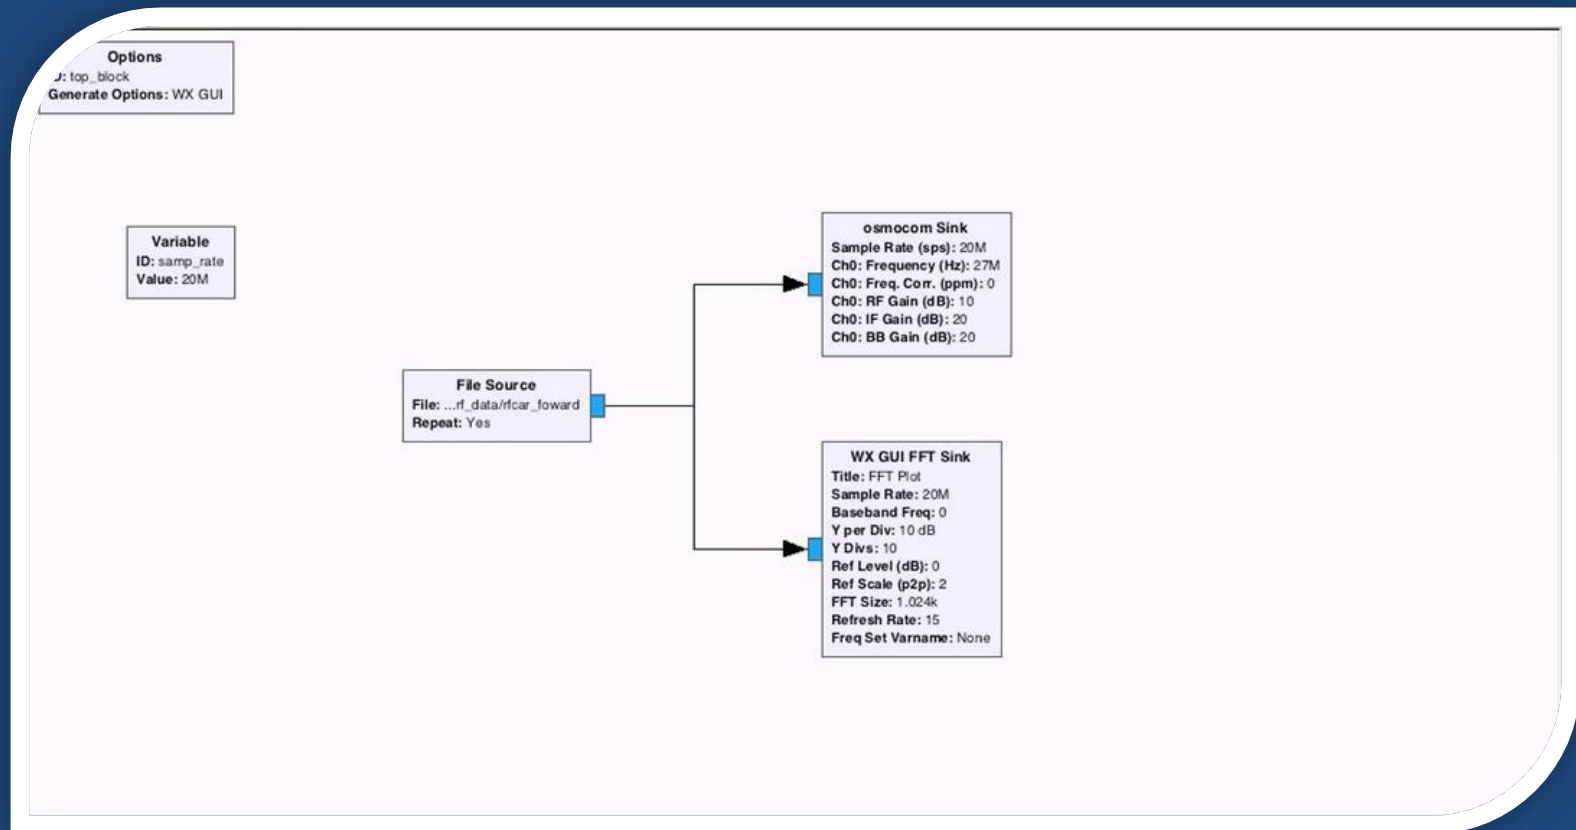 Options
D: top_block
Generate Options: WX GUI
Variable
ID: samp_rate
Value: 20M
File Source
File: ...rf_data/rfcar_foward
Repeat: Yes
osmocom Sink
Sample Rate (sps): 20M
Ch0: Frequency (Hz): 27M
Ch0: Freq. Corr. (ppm): 0
Ch0: RF Gain (dB): 10
Ch0: IF Gain (dB): 20
Ch0: BB Gain (dB): 20
WX GUI FFT Sink
Title: FFT Plot
Sample Rate: 20M
Baseband Freq: 0
Y per Div: 10 dB
Y Divs: 10
Ref Level (dB): 0
Ref Scale (p2p): 2
FFT Size: 1.024k
Refresh Rate: 15
Freq Set Varname: None